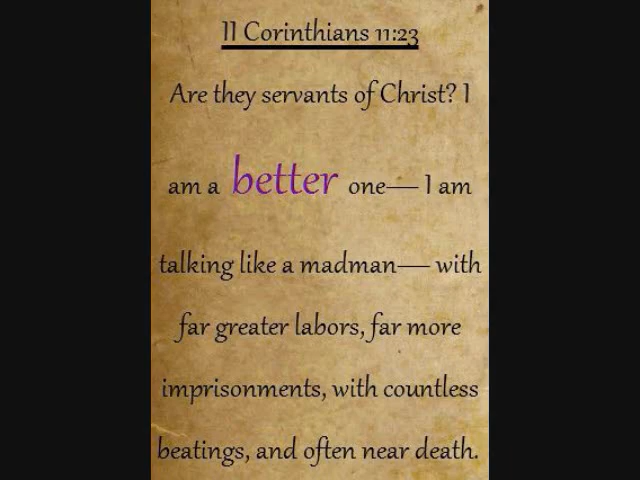 II Corinthians 11:23
Are they servants of Christ? I
am a better one— I am
talking like a madman— with
far greater labors, far more
imprisonments, with countless
beatings, and often near death.